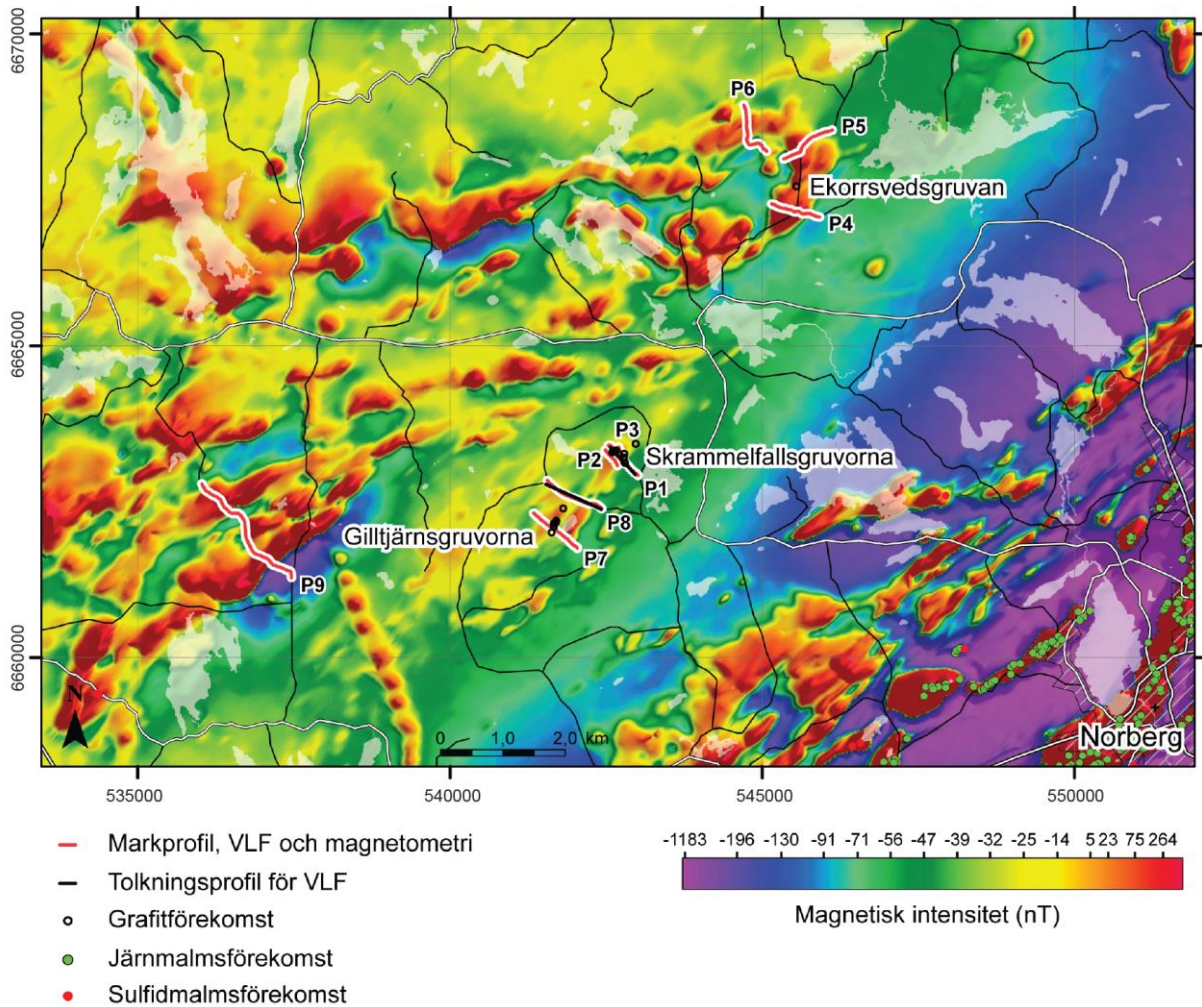 6670000
P6
P5
Ekorrsvedsgruvan
P4
6665000
P3
Skrammelfallsgruvorna
P2
P1
P8
Gilltjärnsgruvorna
P7
P9
6660000
N
0 1,0 2,0 km
Norberg
535000 540000 545000 550000
Markprofil, VLF och magnetometri
Tolkningsprofil för VLF
Grafitförekomst
Järnmalmsförekomst
Sulfidmalmsförekomst
-1183 -196 -130 -91 -71 -56 -47 -39 -32 -25 -14 5 23 75 264
Magnetisk intensitet (nT)